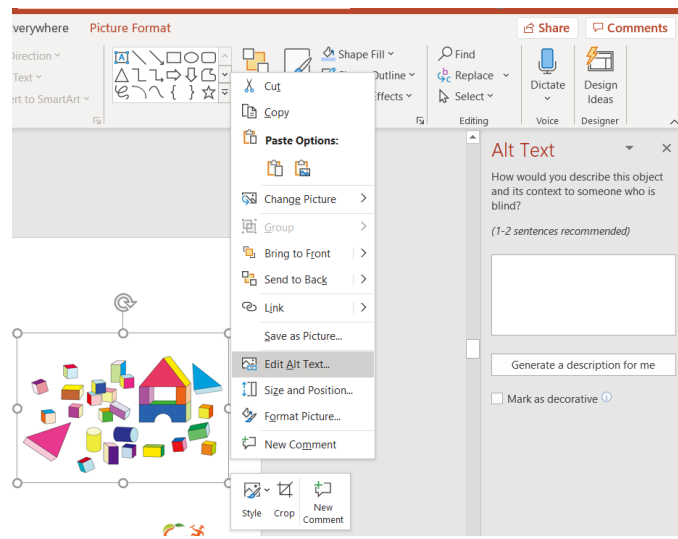 verywhere Picture Format Share Comments
Direction
Text
ert to SmartArt
Shape Fill
Outline
ffects
Find
Replace
Select
Editing
Dictate
Voice
Design
Ideas
Designer
Cut
Copy
Paste Options:
Change Picture
Group
Bring to Front
Send to Back
Link
Save as Picture...
Edit Alt Text...
Size and Position...
Format Picture...
New Comment
Style
Crop
New
Comment
Alt Text
How would you describe this object
and its context to someone who is
blind?
(1-2 sentences recommended)
Generate a description for me
Mark as decorative